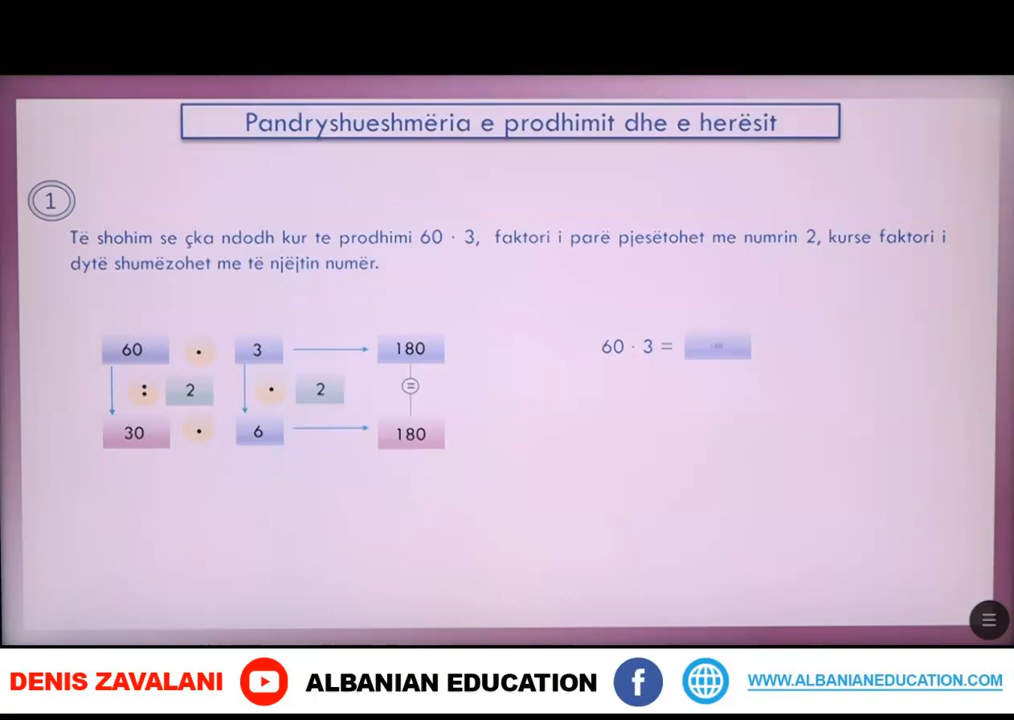 Pandryshueshmëria e prodhimit dhe e herësit
1
Të shohim se çka ndodh kur te prodhimi 60 · 3, faktori i parë pjesëtohet me numrin 2, kurse faktori i
dytë shumëzohet me të njëjtin numër.
60 · 3 180
: 2 · 2 =
30 · 6 180
60 · 3 =
DENIS ZAVALANI ALBANIAN EDUCATION f WWW.ALBANIANEDUCATION.COM